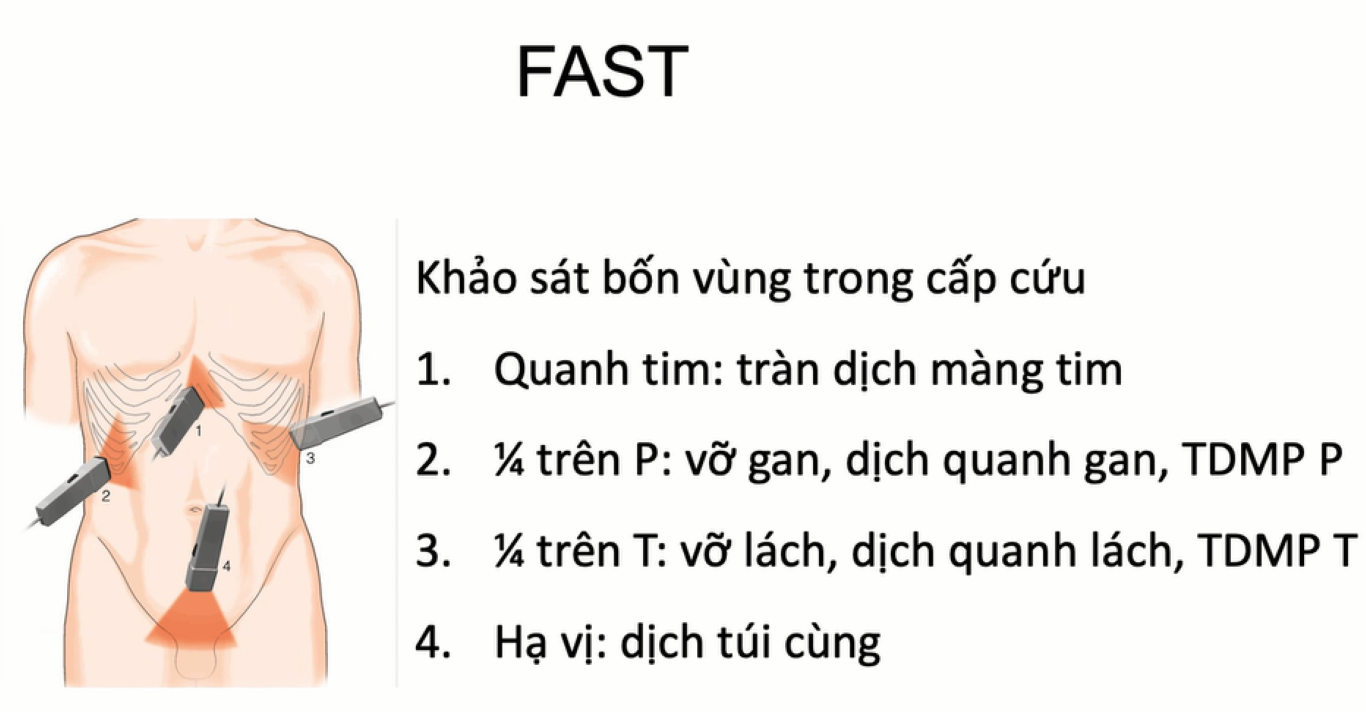 FAST
Khảo sát bốn vùng trong cấp cứu
1. Quanh tim: tràn dịch màng tim
2. ¼ trên P: vỡ gan, dịch quanh gan, TDMP P
3. ¼ trên T: vỡ lách, dịch quanh lách, TDMP T
4. Hạ vị: dịch túi cùng
1
2
3
4